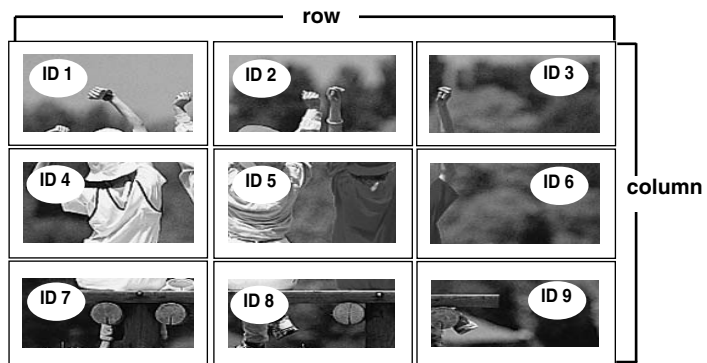 row
ID 1 ID 2 ID 3
ID 4 ID 5 ID 6
column
ID 7 ID 8 ID 9